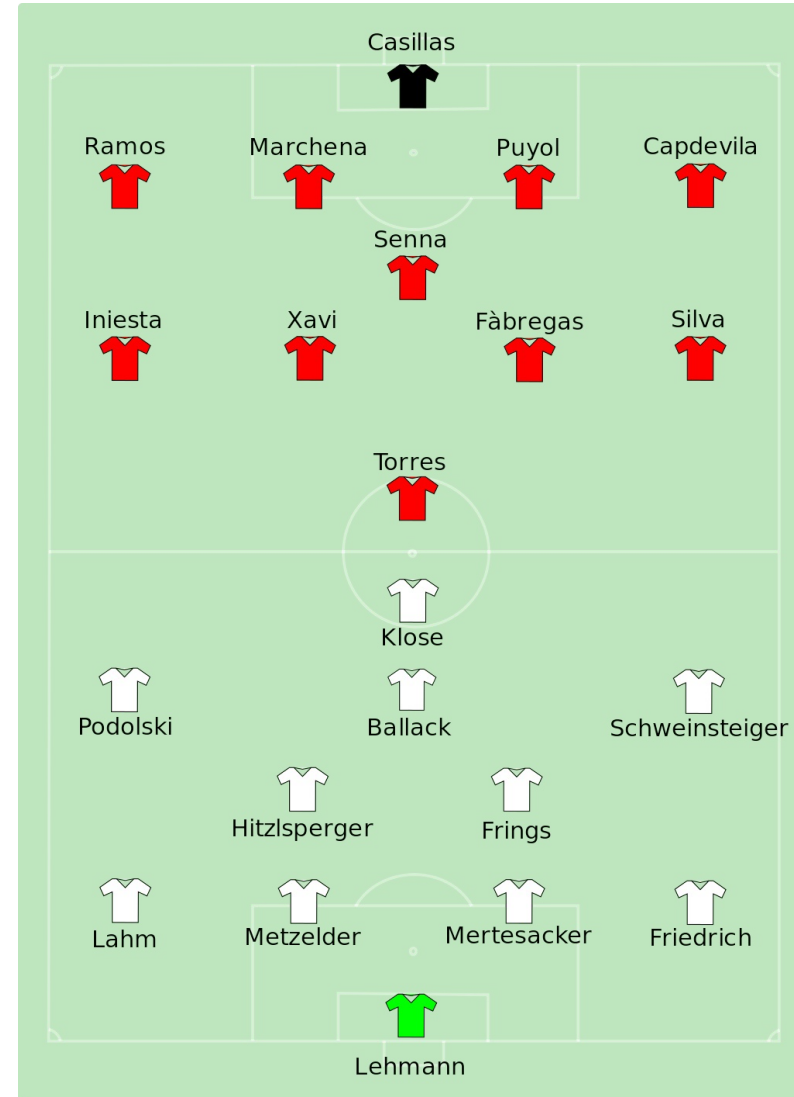 Casillas
Ramos Marchena Puyol Capdevila
Senna
Iniesta Xavi Fàbregas Silva
Torres
Klose
Podolski Ballack Schweinsteiger
Hitzlsperger Frings
Lahm Metzelder Mertesacker Friedrich
Lehmann